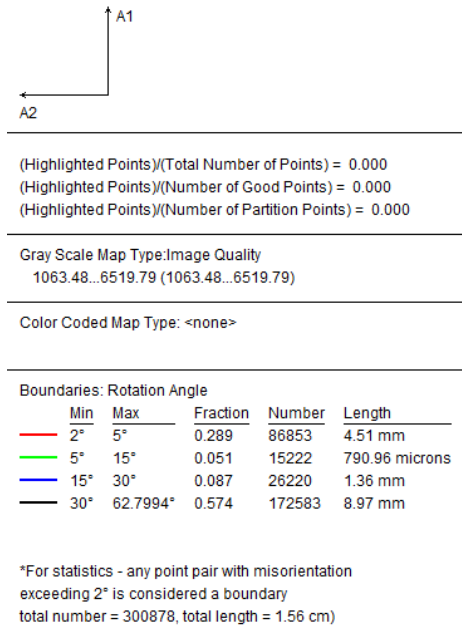 A1
A2
(Highlighted Points)/(Total Number of Points) = 0.000
(Highlighted Points)/(Number of Good Points) = 0.000
(Highlighted Points)/(Number of Partition Points) = 0.000
Gray Scale Map Type:Image Quality
1063.48...6519.79 (1063.48...6519.79)
Color Coded Map Type: <none>
Boundaries: Rotation Angle
Min Max Fraction Number Length
2° 5° 0.289 86853 4.51 mm
5° 15° 0.051 15222 790.96 microns
15° 30° 0.087 26220 1.36 mm
30° 62.7994° 0.574 172583 8.97 mm
*For statistics - any point pair with misorientation
exceeding 2° is considered a boundary
total number = 300878, total length = 1.56 cm)